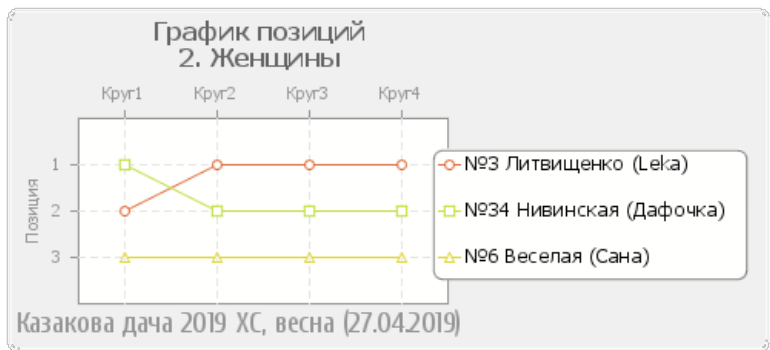 График позиций
2. Женщины
Круг1 Круг2 Круг3 Круг4
Позиция
1
2
3
№3 Литвищенко (Leka)
№34 Нивинская (Дафочка)
№6 Веселая (Сана)
Казакова дача 2019 ХС, весна (27.04.2019)